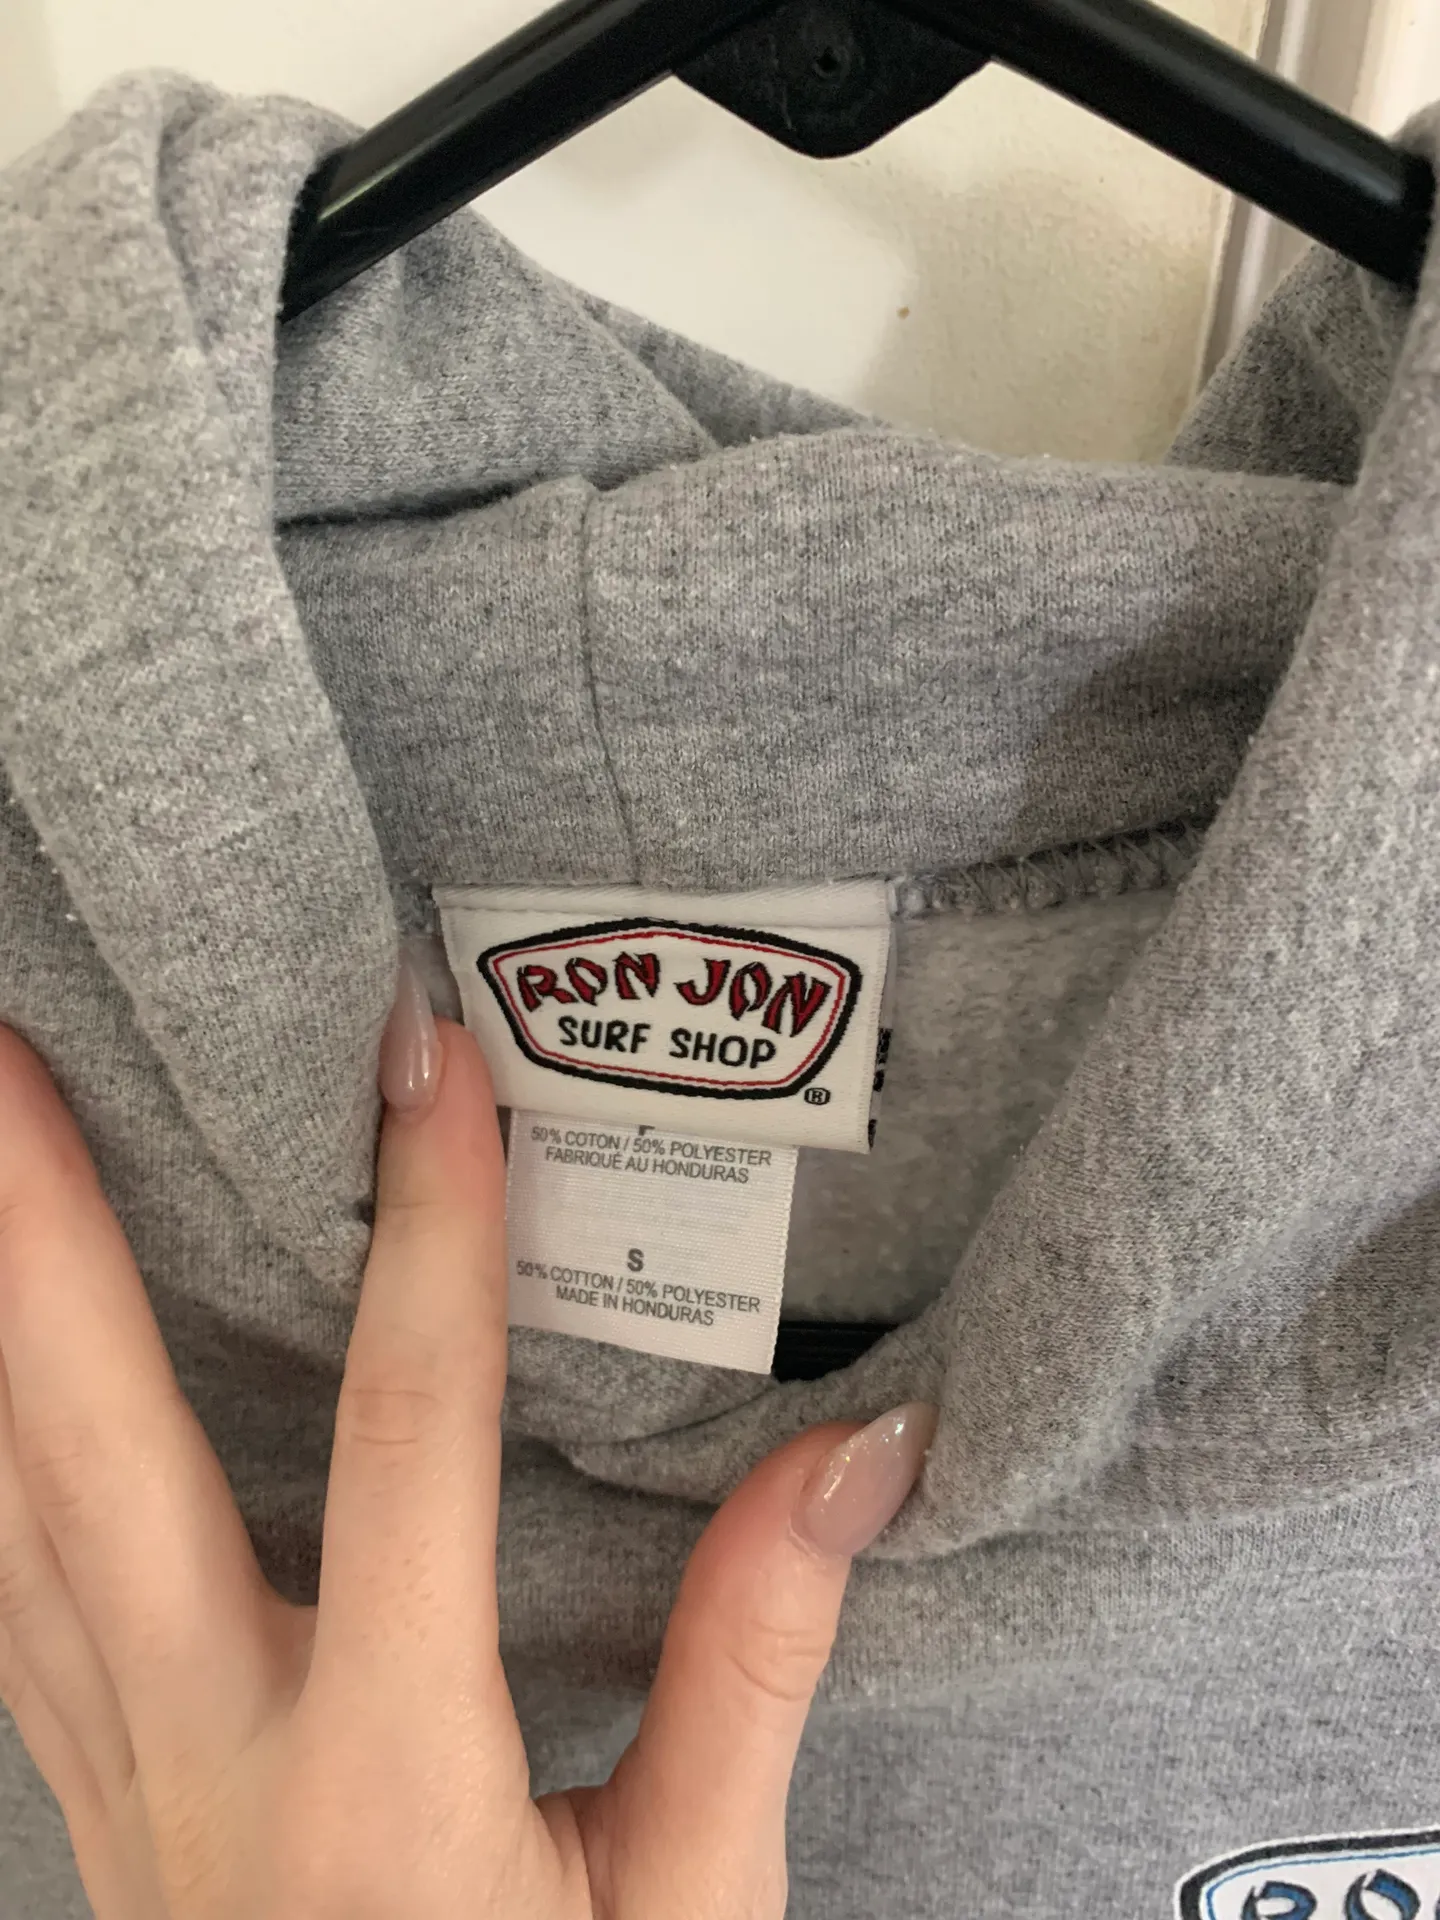 RON JON
SURF SHOP
®
50% COTON / 50% POLYESTER
FABRIQUÉ AU HONDURAS
S
50% COTTON / 50% POLYESTER
MADE IN HONDURAS